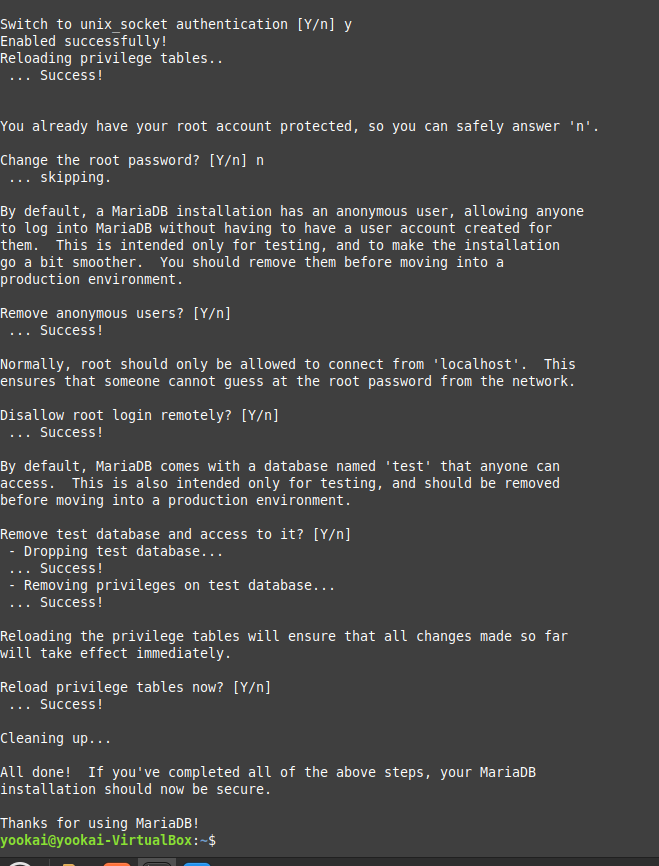 Switch to unix_socket authentication [Y/n] y
Enabled successfully!
Reloading privilege tables..
 ... Success!
You already have your root account protected, so you can safely answer 'n'.
Change the root password? [Y/n] n
 ... skipping.
By default, a MariaDB installation has an anonymous user, allowing anyone
to log into MariaDB without having to have a user account created for
them.  This is intended only for testing, and to make the installation
go a bit smoother.  You should remove them before moving into a
production environment.
Remove anonymous users? [Y/n]
 ... Success!
Normally, root should only be allowed to connect from 'localhost'.  This
ensures that someone cannot guess at the root password from the network.
Disallow root login remotely? [Y/n]
 ... Success!
By default, MariaDB comes with a database named 'test' that anyone can
access.  This is also intended only for testing, and should be removed
before moving into a production environment.
Remove test database and access to it? [Y/n]
 - Dropping test database...
 ... Success!
 - Removing privileges on test database...
 ... Success!
Reloading the privilege tables will ensure that all changes made so far
will take effect immediately.
Reload privilege tables now? [Y/n]
 ... Success!
Cleaning up...
All done!  If you've completed all of the above steps, your MariaDB
installation should now be secure.
Thanks for using MariaDB!
yookai@yookai-VirtualBox:~$